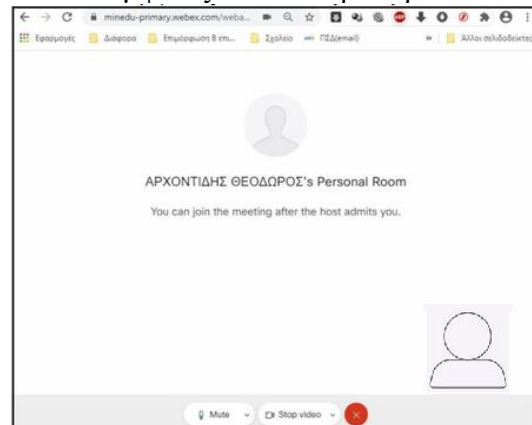 minedu-primary.webex.com/weba...
Εφαρμογές Διάφορα Επιμόρφωση Β επι... Σχολείο ΠΣΔ(email) » Άλλοι σελιδοδείκτες
ΑΡΧΟΝΤΙΔΗΣ ΘΕΟΔΩΡΟΣ's Personal Room
You can join the meeting after the host admits you.
Mute Stop video